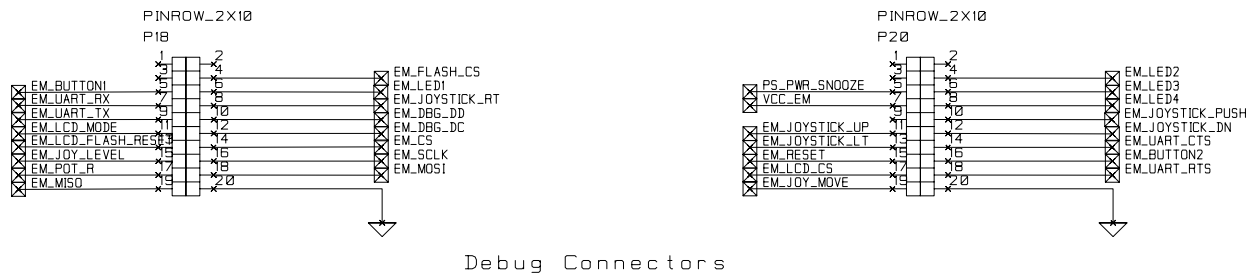 PINROW_2X10
P18
1 2
3 4
5 6
7 8
9 10
11 12
13 14
15 16
17 18
19 20
EM_BUTTON1
EM_UART_RX
EM_UART_TX
EM_LCD_MODE
EM_LCD_FLASH_RESET
EM_JOY_LEVEL
EM_POT_R
EM_MISO
EM_FLASH_CS
EM_LED1
EM_JOYSTICK_RT
EM_DBG_DD
EM_DBG_DC
EM_CS
EM_SCLK
EM_MOSI
PINROW_2X10
P20
1 2
3 4
5 6
7 8
9 10
11 12
13 14
15 16
17 18
19 20
PS_PWR_SNOOZE
VCC_EM
EM_JOYSTICK_UP
EM_JOYSTICK_LT
EM_RESET
EM_LCD_CS
EM_JOY_MOVE
EM_LED2
EM_LED3
EM_LED4
EM_JOYSTICK_PUSH
EM_JOYSTICK_DN
EM_UART_CTS
EM_BUTTON2
EM_UART_RTS
Debug Connectors